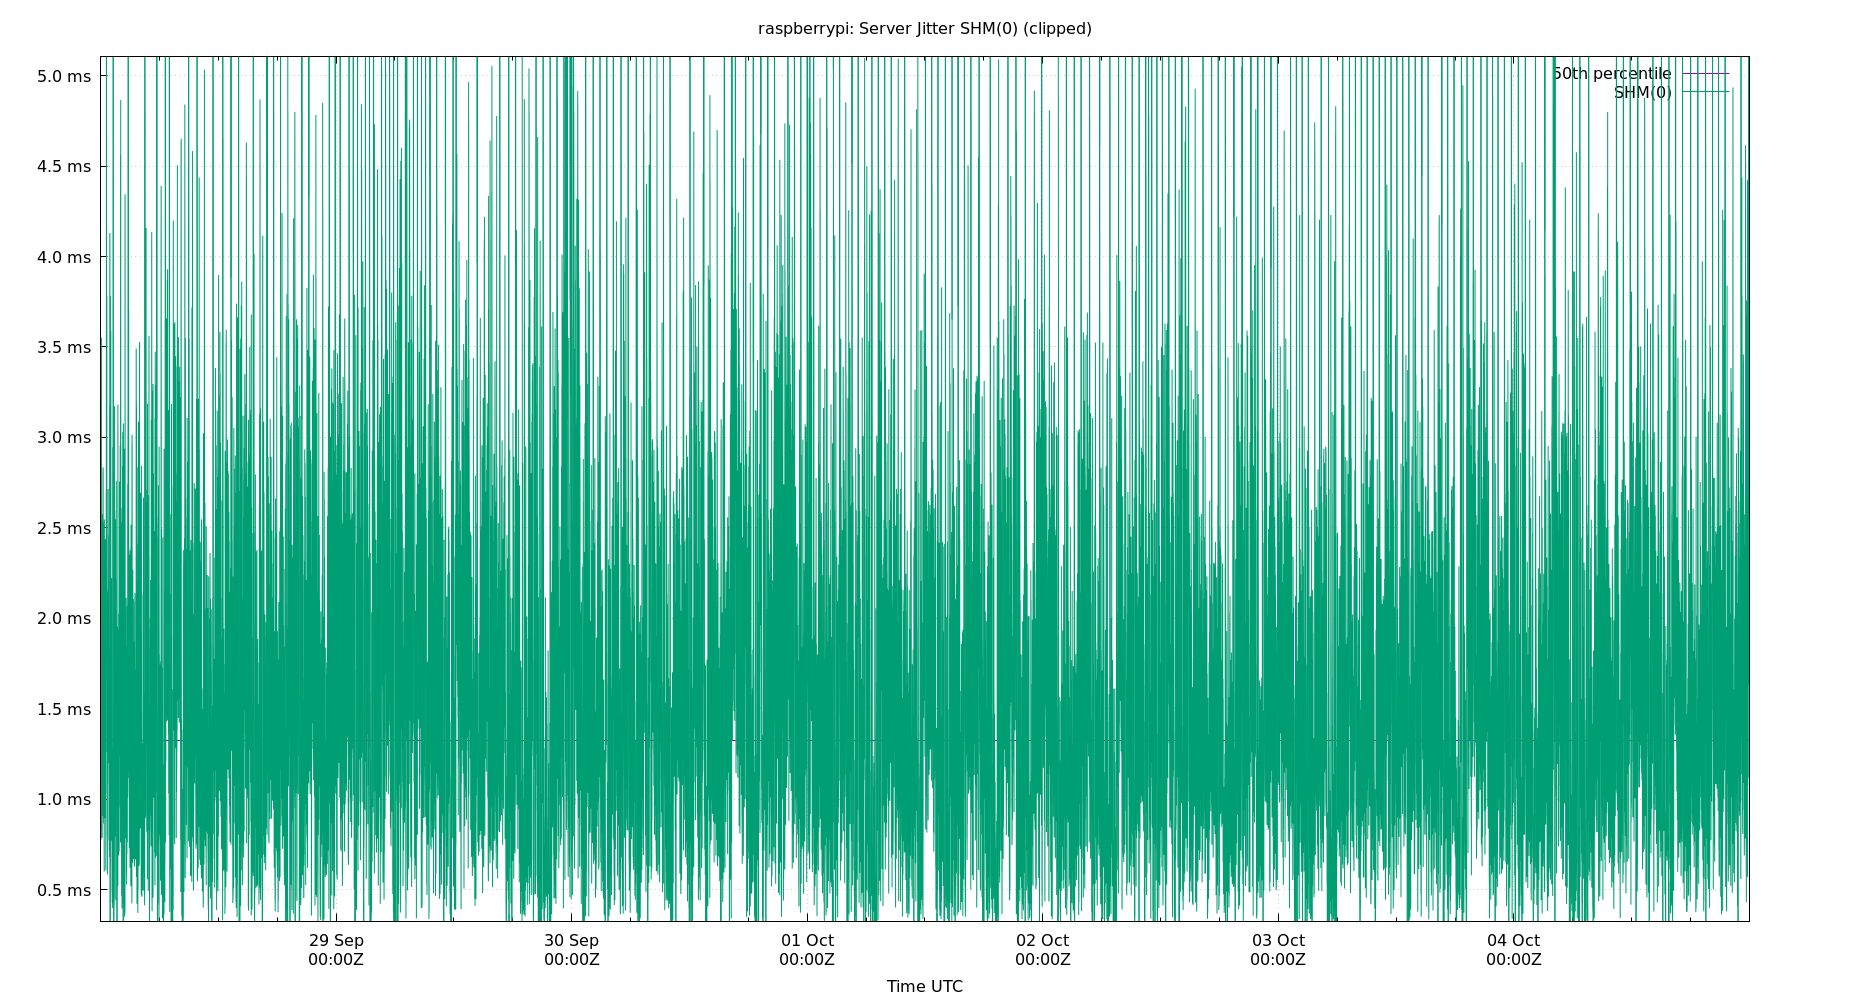 raspberrypi: Server Jitter SHM(0) (clipped)
5.0 ms
4.5 ms
4.0 ms
3.5 ms
3.0 ms
2.5 ms
2.0 ms
1.5 ms
1.0 ms
0.5 ms
50th percentile
SHM(0)
29 Sep
00:00Z
30 Sep
00:00Z
01 Oct
00:00Z
02 Oct
00:00Z
03 Oct
00:00Z
04 Oct
00:00Z
Time UTC